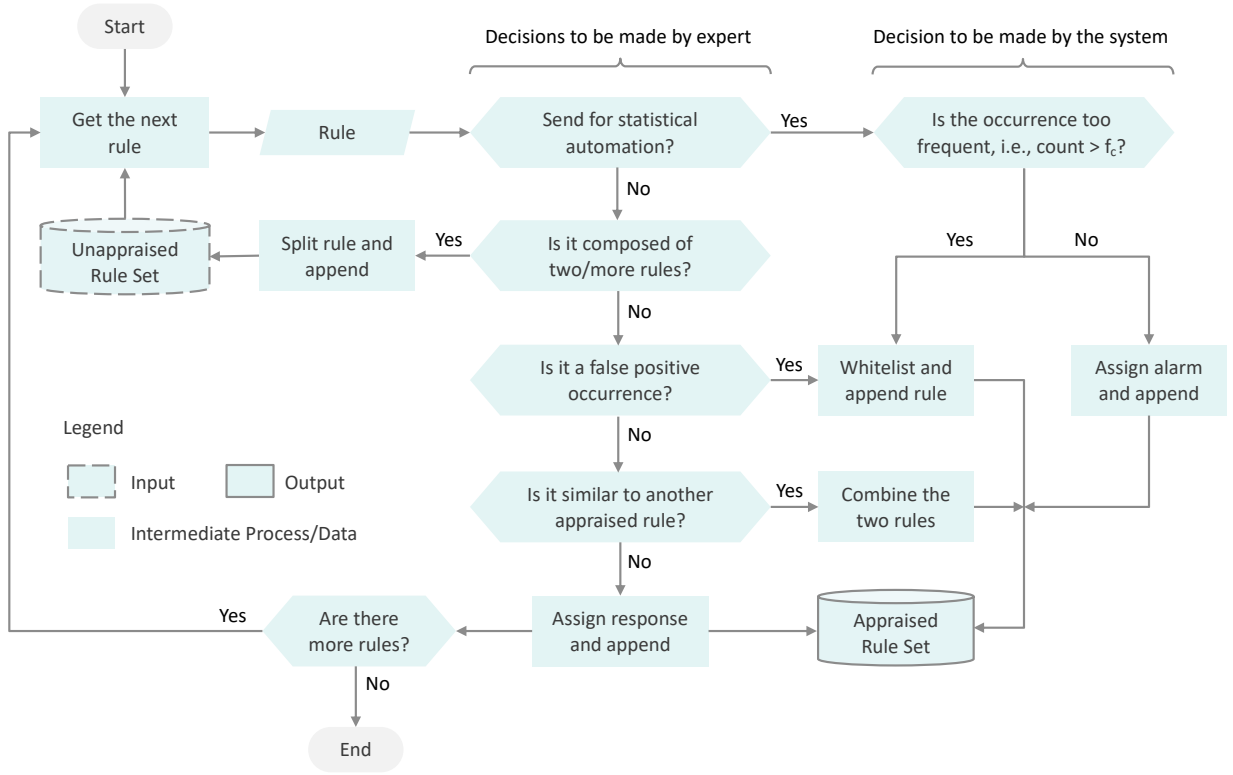 Start
Decisions to be made by expert
Decision to be made by the system
Get the next
rule
Rule
Send for statistical
automation?
Yes
Is the occurrence too
frequent, i.e., count > fc?
No
Unappraised
Rule Set
Split rule and
append
Yes
Is it composed of
two/more rules?
Yes
No
No
Is it a false positive
occurrence?
Yes
Whitelist and
append rule
Assign alarm
and append
Legend
No
Input
Output
Is it similar to another
appraised rule?
Yes
Combine the
two rules
Intermediate Process/Data
No
Yes
Are there
more rules?
Assign response
and append
Appraised
Rule Set
No
End